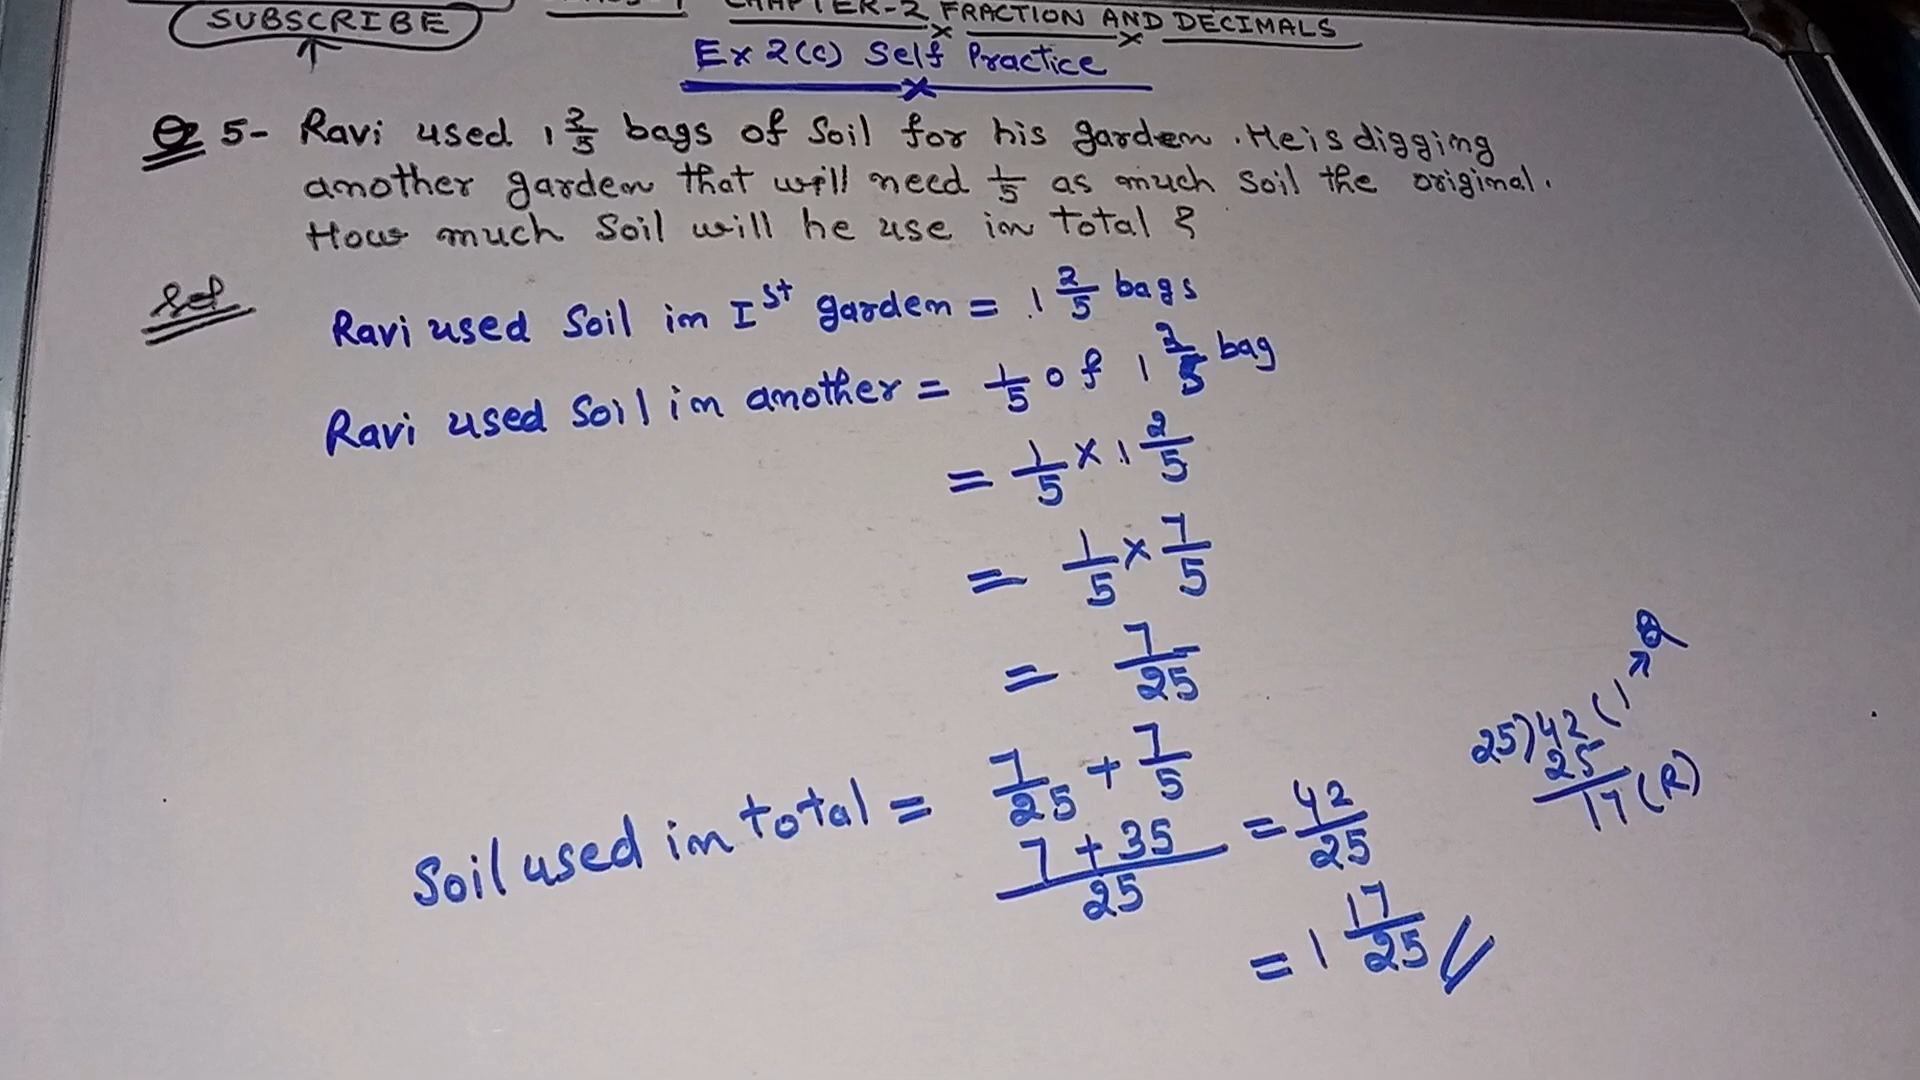 SUBSCRIBE
CHAPTER-2 FRACTION AND DECIMALS
Ex 2(c) Self Practice
Q 5- Ravi used 1 2/5 bags of Soil for his garden. He is digging
another garden that will need 1/5 as much soil the original.
How much Soil will he use in total ?
Sol
Ravi used Soil in Ist garden = 1 2/5 bags
Ravi used Soil in another = 1/5 of 1 2/5 bag
= 1/5 × 1 2/5
= 1/5 × 7/5
= 7/25
Soil used in total = 7/25 + 7/5
7 + 35/25 = 42/25
= 1 17/25
Q
25)42(1
25
17(R)